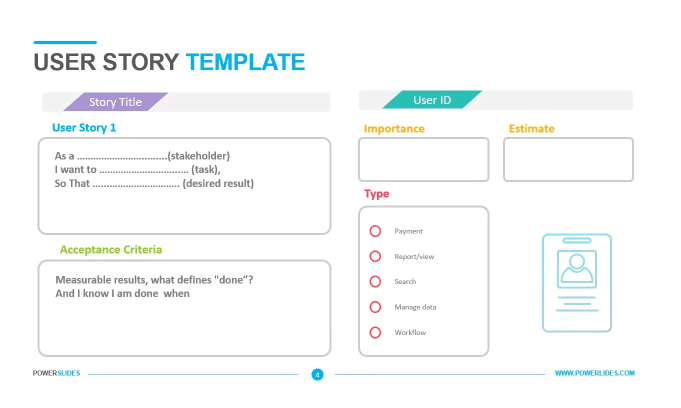 USER STORY TEMPLATE
Story Title
User Story 1
As a ................................(stakeholder)
I want to ................................ (task),
So That ............................... (desired result)
Acceptance Criteria
Measurable results, what defines "done"?
And I know I am done  when
User ID
Importance
Estimate
Type
Payment
Report/view
Search
Manage data
Workflow
POWERSLIDES
4
WWW.POWERSLIDES.COM